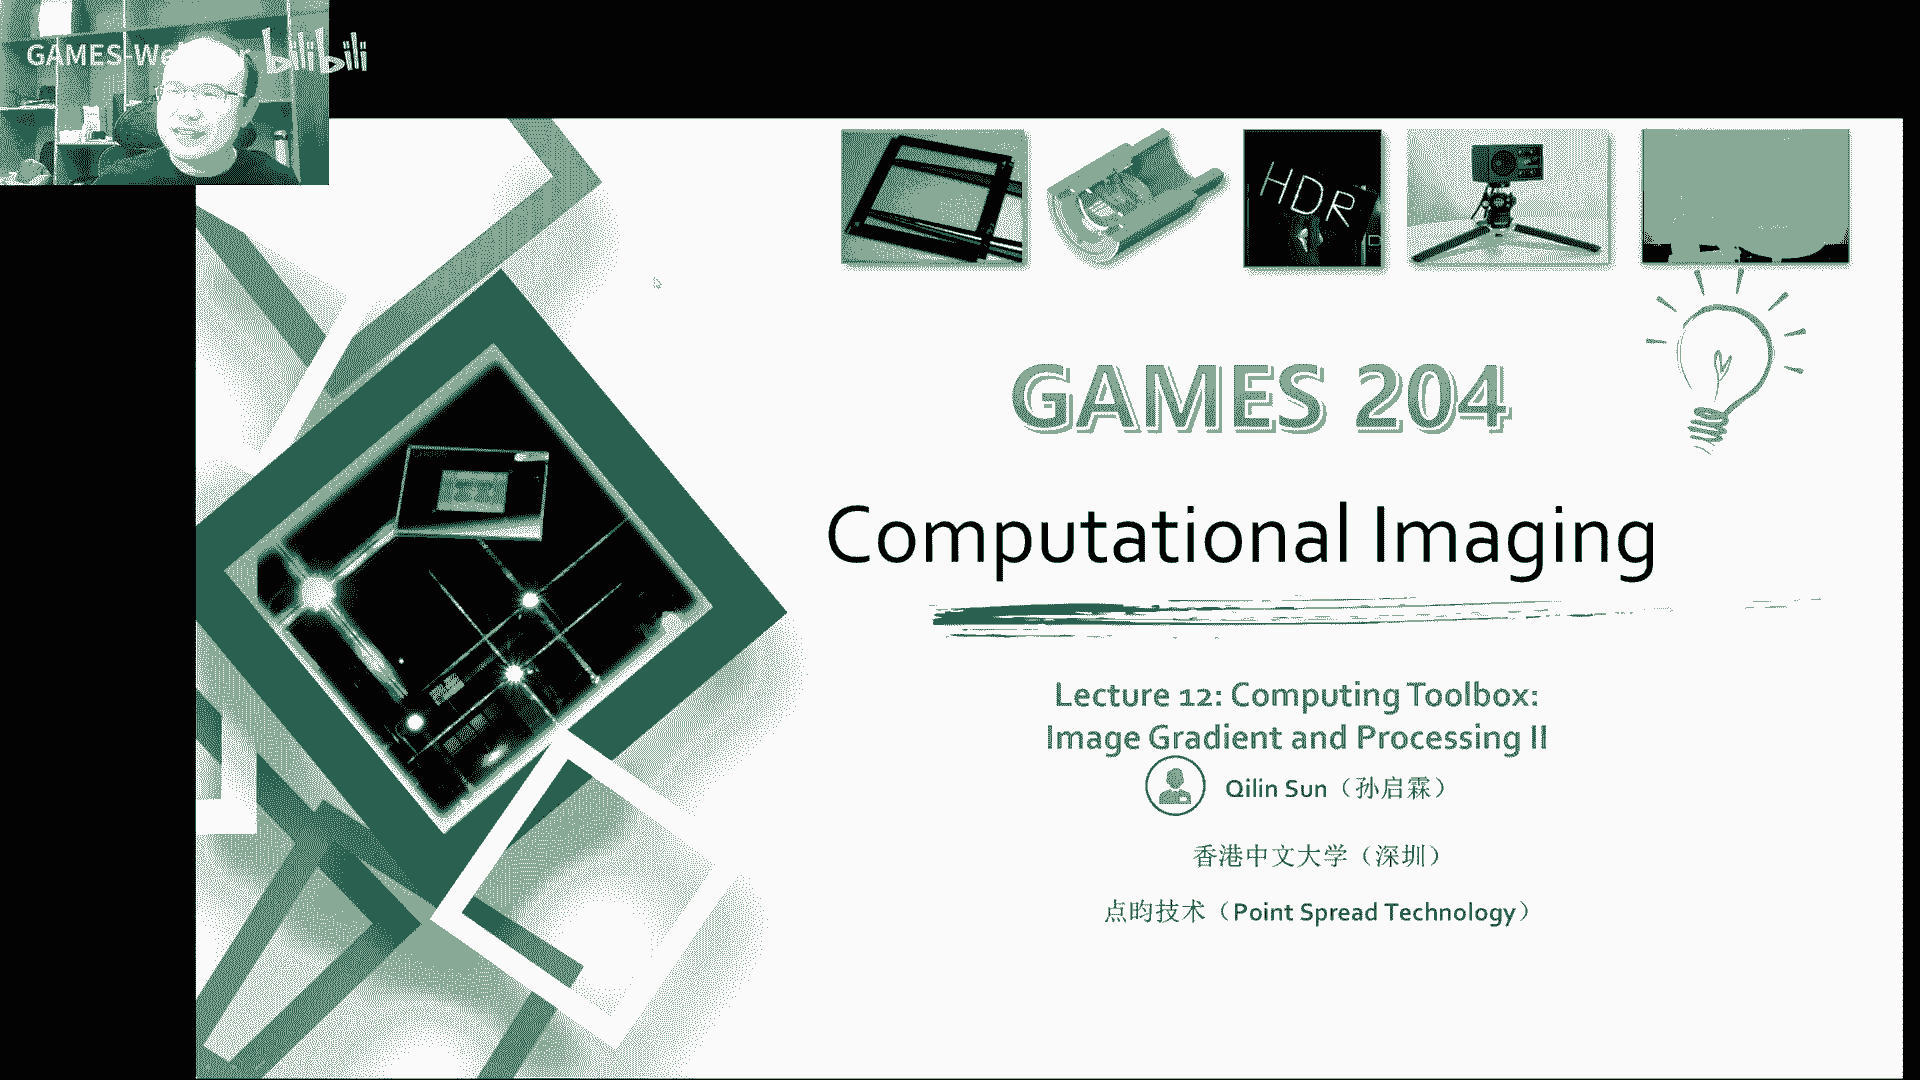 GAMES-We r bilibili
HDR
GAMES 204
Computational Imaging
Lecture 12: Computing Toolbox:
Image Gradient and Processing II
Qilin Sun（孙启霖）
香港中文大学（深圳）
点昀技术（Point Spread Technology）